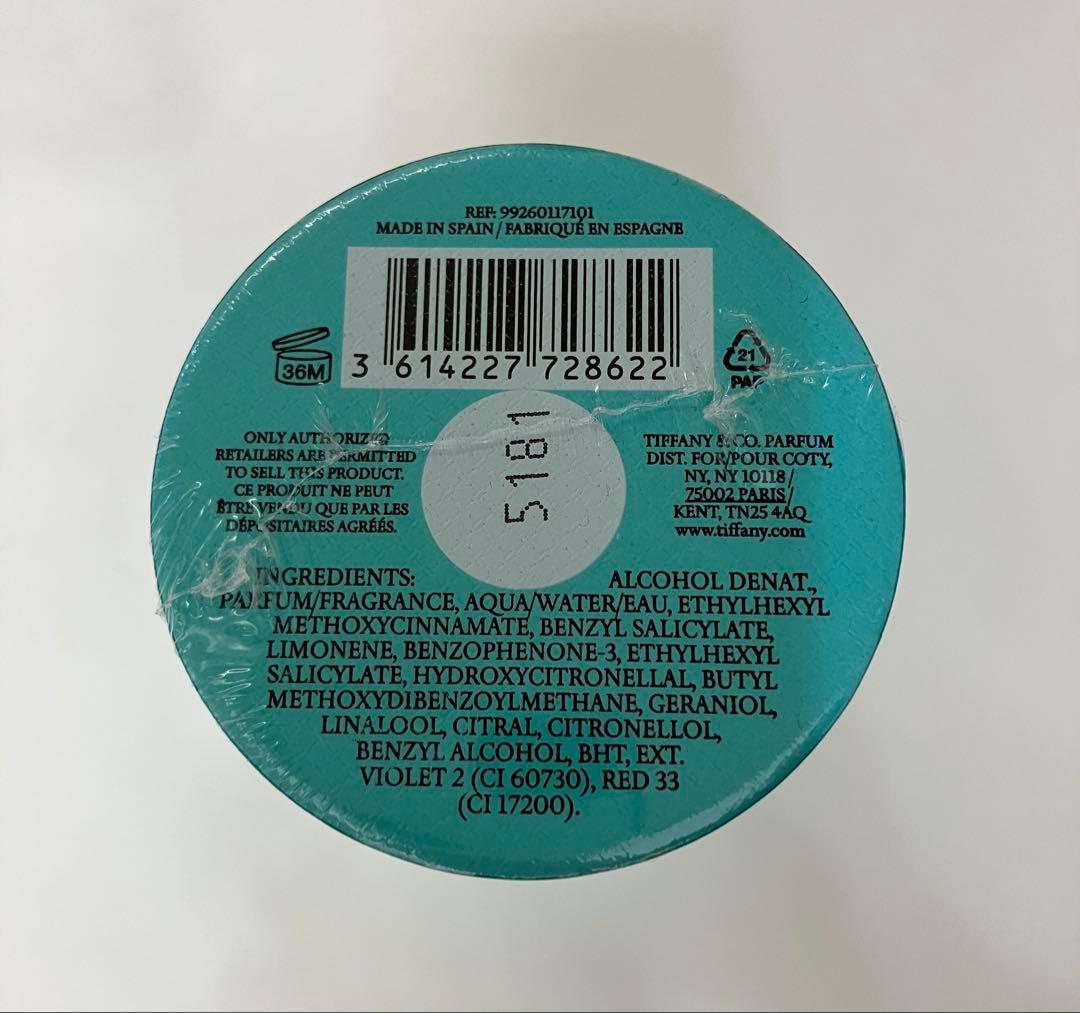 REF: 99260117101
MADE IN SPAIN / FABRIQUÉ EN ESPAGNE
3 614227 728622
36M
21
PAP
5181
ONLY AUTHORIZED
RETAILERS ARE PERMITTED
TO SELL THIS PRODUCT.
CE PRODUIT NE PEUT
ÊTRE VENDU QUE PAR LES
DÉPOSITAIRES AGRÉÉS.
TIFFANY & CO. PARFUM
DIST. FOR/POUR COTY,
NY, NY 10118 /
75002 PARIS /
KENT, TN25 4AQ
www.tiffany.com
INGREDIENTS: ALCOHOL DENAT.,
PARFUM/FRAGRANCE, AQUA/WATER/EAU, ETHYLHEXYL
METHOXYCINNAMATE, BENZYL SALICYLATE,
LIMONENE, BENZOPHENONE-3, ETHYLHEXYL
SALICYLATE, HYDROXYCITRONELLAL, BUTYL
METHOXYDIBENZOYLMETHANE, GERANIOL,
LINALOOL, CITRAL, CITRONELLOL,
BENZYL ALCOHOL, BHT, EXT.
VIOLET 2 (CI 60730), RED 33
(CI 17200).